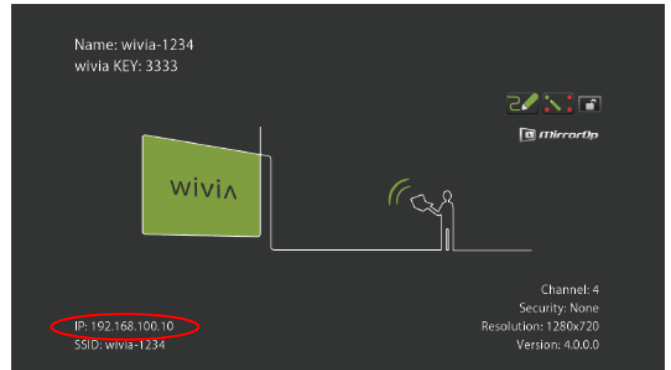 Name: wivia-1234
wivia KEY: 3333
MirrorOp
wiviΛ
Channel: 4
Security: None
Resolution: 1280x720
Version: 4.0.0.0
IP: 192.168.100.10
SSID: wivia-1234